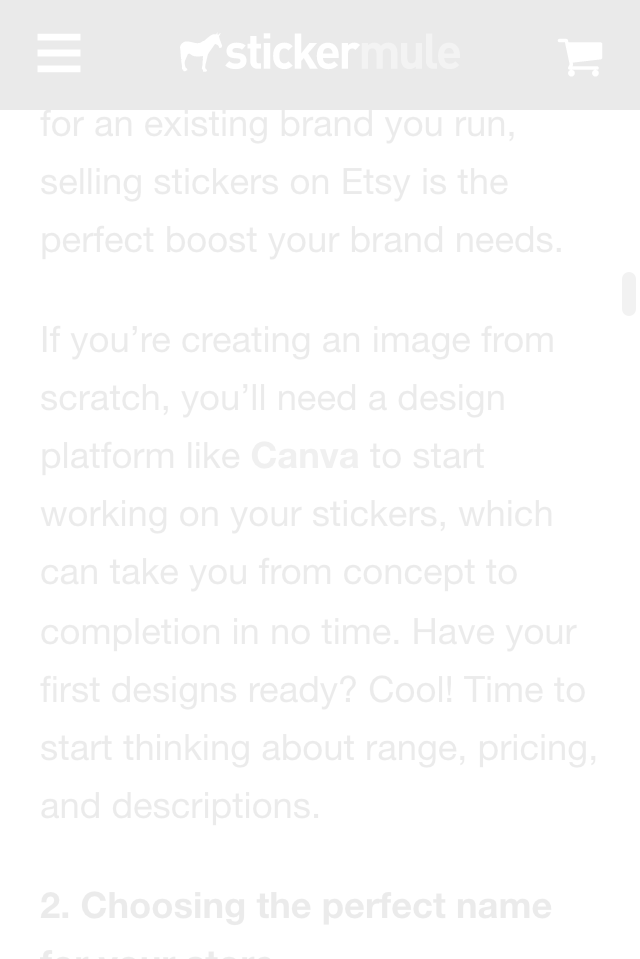 stickermule
for an existing brand you run,
selling stickers on Etsy is the
perfect boost your brand needs.
If you’re creating an image from
scratch, you’ll need a design
platform like Canva to start
working on your stickers, which
can take you from concept to
completion in no time. Have your
first designs ready? Cool! Time to
start thinking about range, pricing,
and descriptions.
2. Choosing the perfect name
for your store